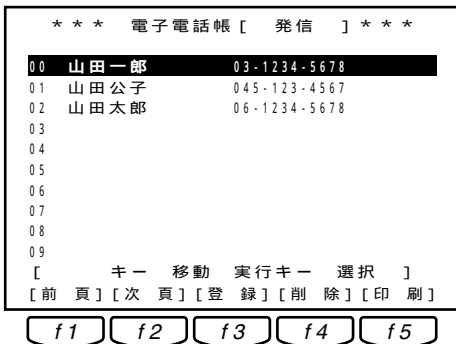 *** 電子電話帳[ 発信 ]***
00 山田一郎 03-1234-5678
01 山田公子 045-123-4567
02 山田太郎 06-1234-5678
03
04
05
06
07
08
09
[ キー 移動 実行キー 選択 ]
[前 頁][次 頁][登 録][削 除][印 刷]
f1 f2 f3 f4 f5